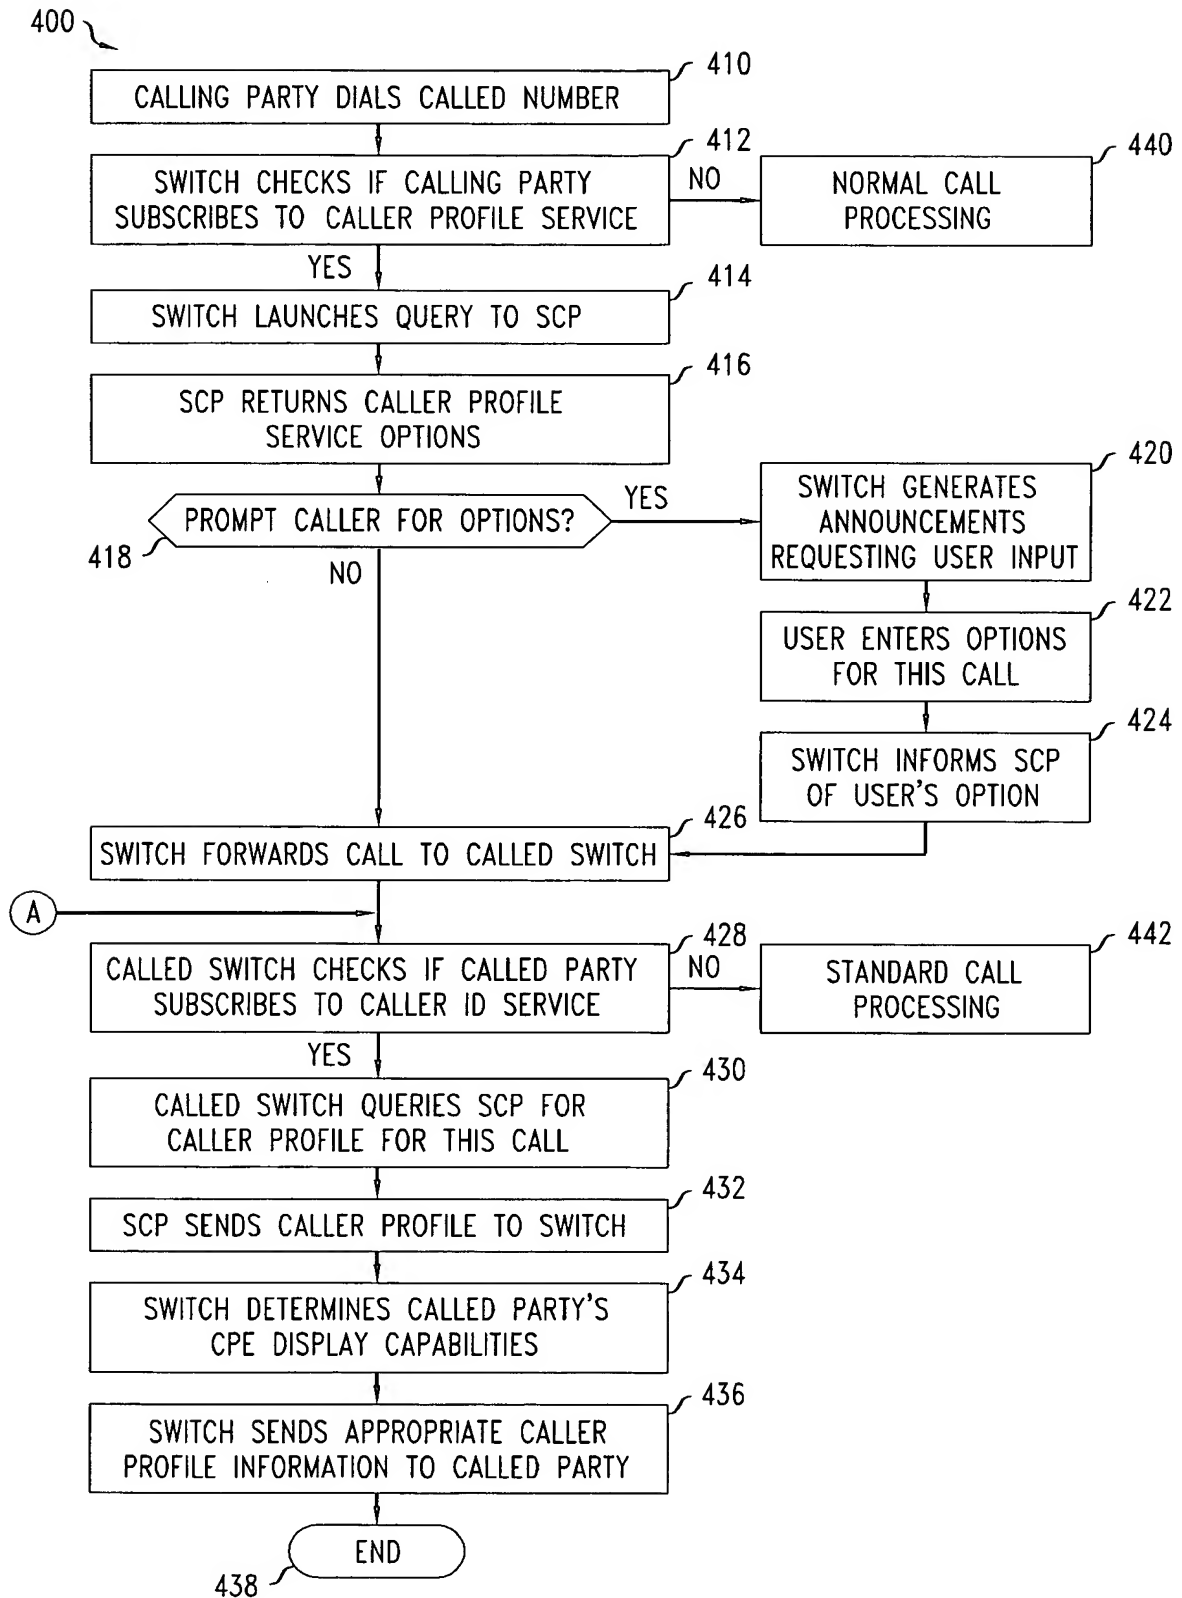 400
410
CALLING PARTY DIALS CALLED NUMBER
412
SWITCH CHECKS IF CALLING PARTY
SUBSCRIBES TO CALLER PROFILE SERVICE
NO
440
NORMAL CALL
PROCESSING
YES
414
SWITCH LAUNCHES QUERY TO SCP
416
SCP RETURNS CALLER PROFILE
SERVICE OPTIONS
418
PROMPT CALLER FOR OPTIONS?
YES
NO
420
SWITCH GENERATES
ANNOUNCEMENTS
REQUESTING USER INPUT
422
USER ENTERS OPTIONS
FOR THIS CALL
424
SWITCH INFORMS SCP
OF USER'S OPTION
426
SWITCH FORWARDS CALL TO CALLED SWITCH
A
428
CALLED SWITCH CHECKS IF CALLED PARTY
SUBSCRIBES TO CALLER ID SERVICE
NO
442
STANDARD CALL
PROCESSING
YES
430
CALLED SWITCH QUERIES SCP FOR
CALLER PROFILE FOR THIS CALL
432
SCP SENDS CALLER PROFILE TO SWITCH
434
SWITCH DETERMINES CALLED PARTY'S
CPE DISPLAY CAPABILITIES
436
SWITCH SENDS APPROPRIATE CALLER
PROFILE INFORMATION TO CALLED PARTY
END
438